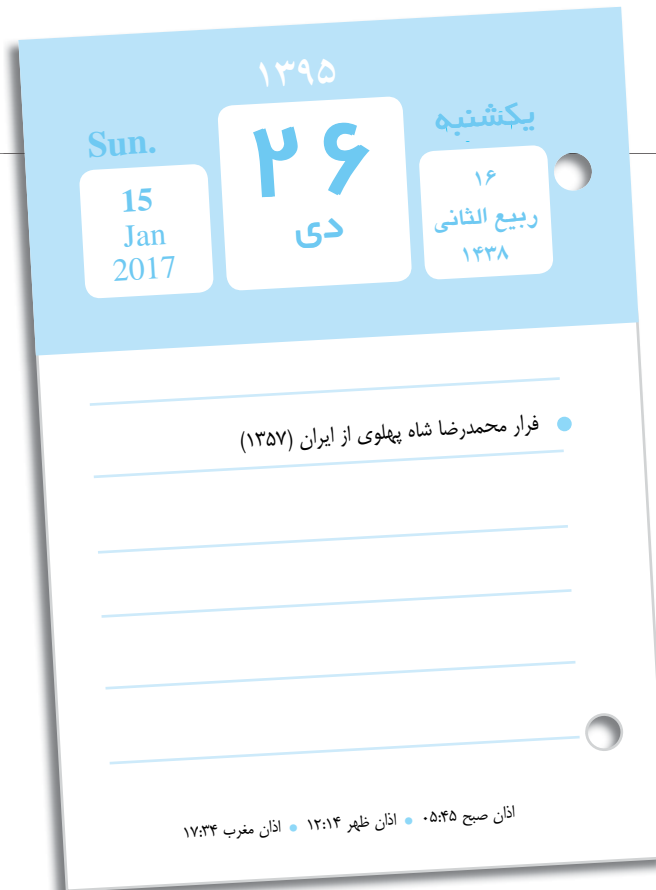 ۱۳۹۵
یکشنبه
۱۶
ربیع الثانی
۱۴۳۸
۲۶
دی
Sun.
15
Jan
2017
فرار محمدرضا شاه پهلوی از ایران (۱۳۵۷)
اذان صبح ۰۵:۴۵ • اذان ظهر ۱۲:۱۴ • اذان مغرب ۱۷:۳۴